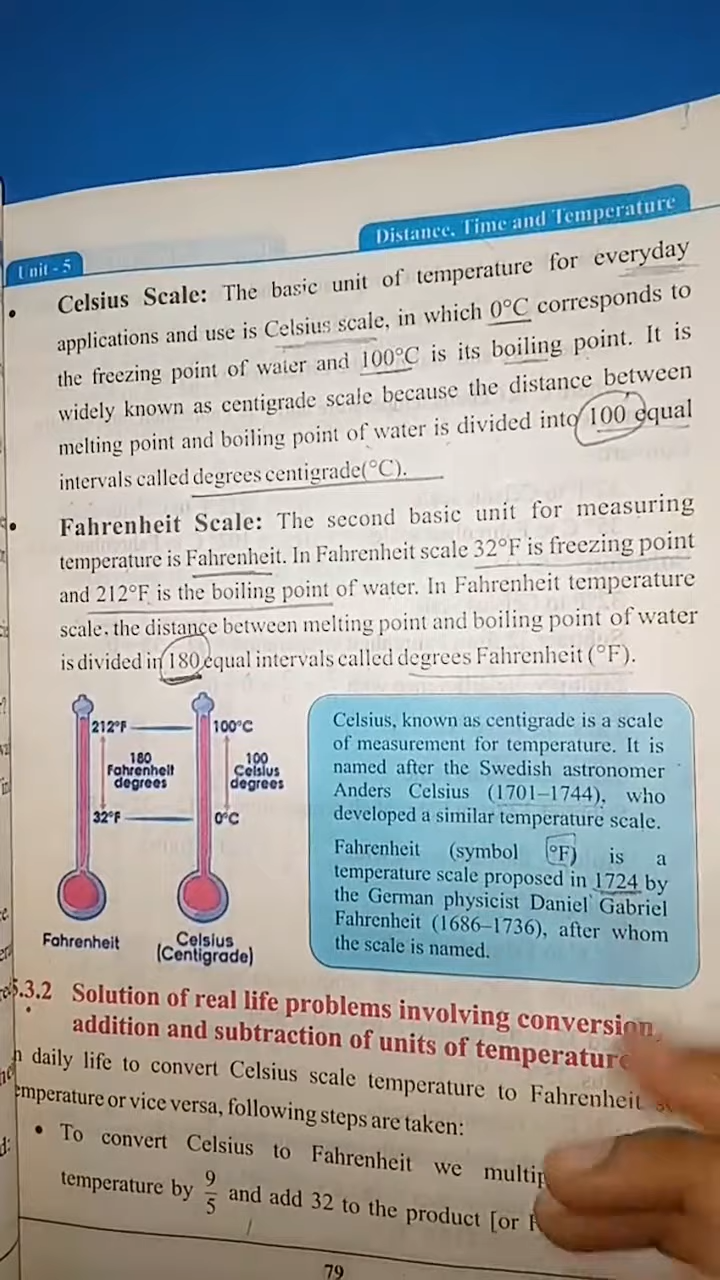 Unit - 5
Distance, Time and Temperature
• Celsius Scale: The basic unit of temperature for everyday
applications and use is Celsius scale, in which 0°C corresponds to
the freezing point of water and 100°C is its boiling point. It is
widely known as centigrade scale because the distance between
melting point and boiling point of water is divided into 100 equal
intervals called degrees centigrade(°C).
• Fahrenheit Scale: The second basic unit for measuring
temperature is Fahrenheit. In Fahrenheit scale 32°F is freezing point
and 212°F is the boiling point of water. In Fahrenheit temperature
scale, the distance between melting point and boiling point of water
is divided in 180 equal intervals called degrees Fahrenheit (°F).
212°F
180
Fahrenheit
degrees
32°F
Fahrenheit
100°C
100
Celsius
degrees
0°C
Celsius
(Centigrade)
Celsius, known as centigrade is a scale
of measurement for temperature. It is
named after the Swedish astronomer
Anders Celsius (1701–1744), who
developed a similar temperature scale.
Fahrenheit (symbol °F) is a
temperature scale proposed in 1724 by
the German physicist Daniel Gabriel
Fahrenheit (1686–1736), after whom
the scale is named.
5.3.2 Solution of real life problems involving conversion,
addition and subtraction of units of temperature
daily life to convert Celsius scale temperature to Fahrenheit
temperature or vice versa, following steps are taken:
• To convert Celsius to Fahrenheit we
temperature by 9/5 and add 32 to the product [or
79